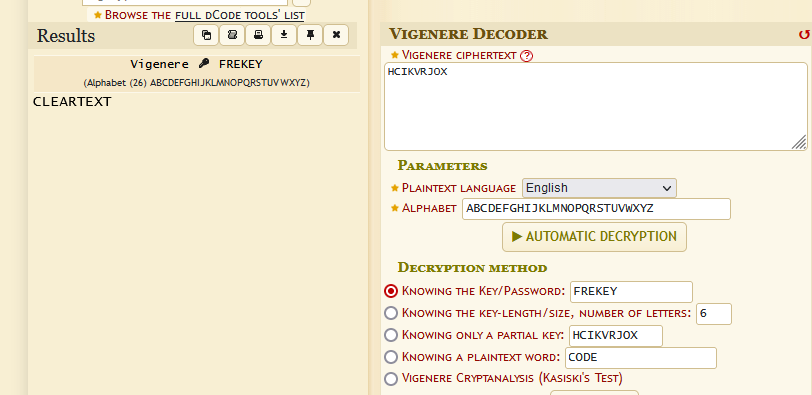 ★ BROWSE THE FULL DCODE TOOLS' LIST
Results
Vigenere FREKEY
(Alphabet (26) ABCDEFGHIJKLMNOPQRSTUVWXYZ)
CLEARTEXT
VIGENERE DECODER
★ VIGENERE CIPHERTEXT ?
HCIKVRJOX
PARAMETERS
★ PLAINTEXT LANGUAGE English
★ ALPHABET ABCDEFGHIJKLMNOPQRSTUVWXYZ
▶ AUTOMATIC DECRYPTION
DECRYPTION METHOD
KNOWING THE KEY/PASSWORD: FREKEY
KNOWING THE KEY-LENGTH/SIZE, NUMBER OF LETTERS: 6
KNOWING ONLY A PARTIAL KEY: HCIKVRJOX
KNOWING A PLAINTEXT WORD: CODE
VIGENERE CRYPTANALYSIS (KASISKI'S TEST)